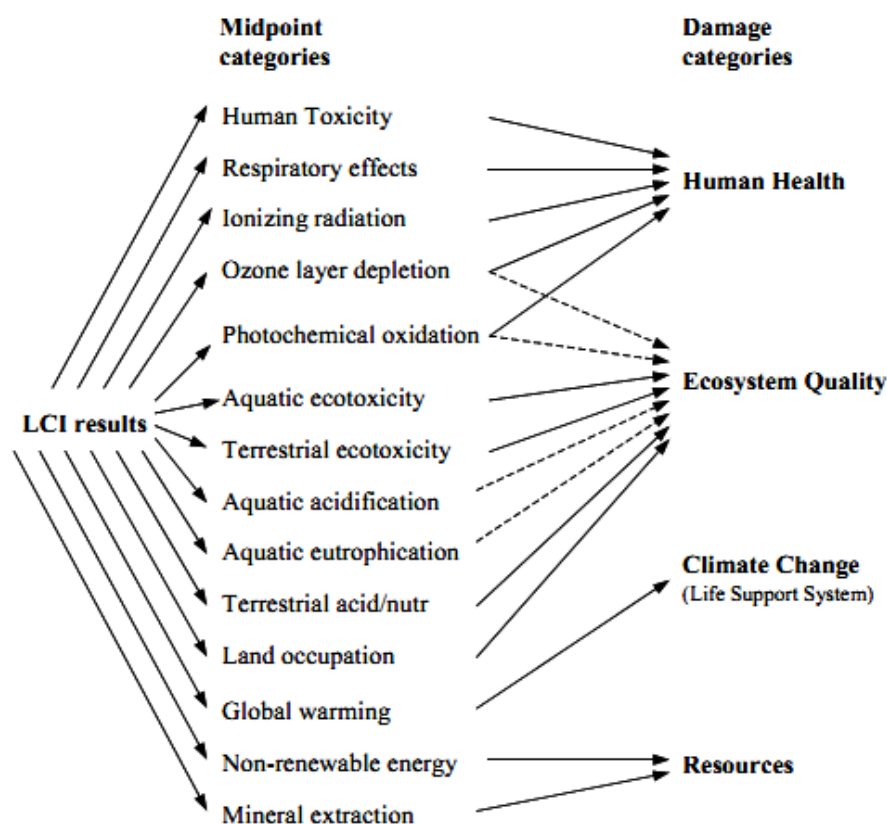 Midpoint
categories
Damage
categories
Human Toxicity
Respiratory effects
Human Health
Ionizing radiation
Ozone layer depletion
Photochemical oxidation
Ecosystem Quality
Aquatic ecotoxicity
LCI results
Terrestrial ecotoxicity
Aquatic acidification
Aquatic eutrophication
Climate Change
(Life Support System)
Terrestrial acid/nutr
Land occupation
Global warming
Non-renewable energy
Resources
Mineral extraction